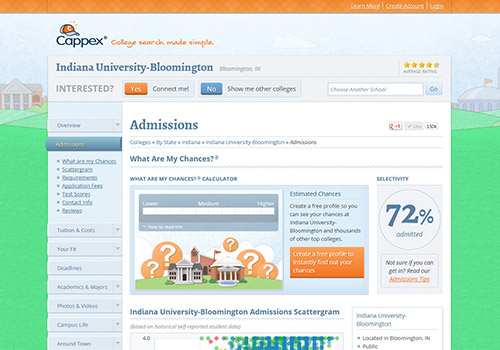 Learn More | Create Account | Login
Cappex® College search made simple.
Indiana University-Bloomington Bloomington, IN
AVERAGE RATING
INTERESTED? Yes Connect me! No Show me other colleges
Choose Another School Go
Overview
Admissions
What are my Chances
Scattergram
Requirements
Application Fees
Test Scores
Contact Info
Reviews
Tuition & Costs
Your Fit
Deadlines
Academics & Majors
Photos & Videos
Campus Life
Around Town
Admissions
+1 Like 150k
Colleges » By State » Indiana » Indiana University-Bloomington » Admissions
What Are My Chances?®
WHAT ARE MY CHANCES?® CALCULATOR
Lower Medium Higher
How to read this
Estimated Chances
Create a free profile so
you can see your chances at
Indiana University-
Bloomington and thousands
of other top colleges.
Create a free profile to
instantly find out your
chances
SELECTIVITY
72%
admitted
Not sure if you can
get in? Read our
Admissions Tips
Indiana University-Bloomington Admissions Scattergram
(Based on historical self-reported student data)
4.0
Indiana University-
Bloomington
Located in Bloomington, IN
Public